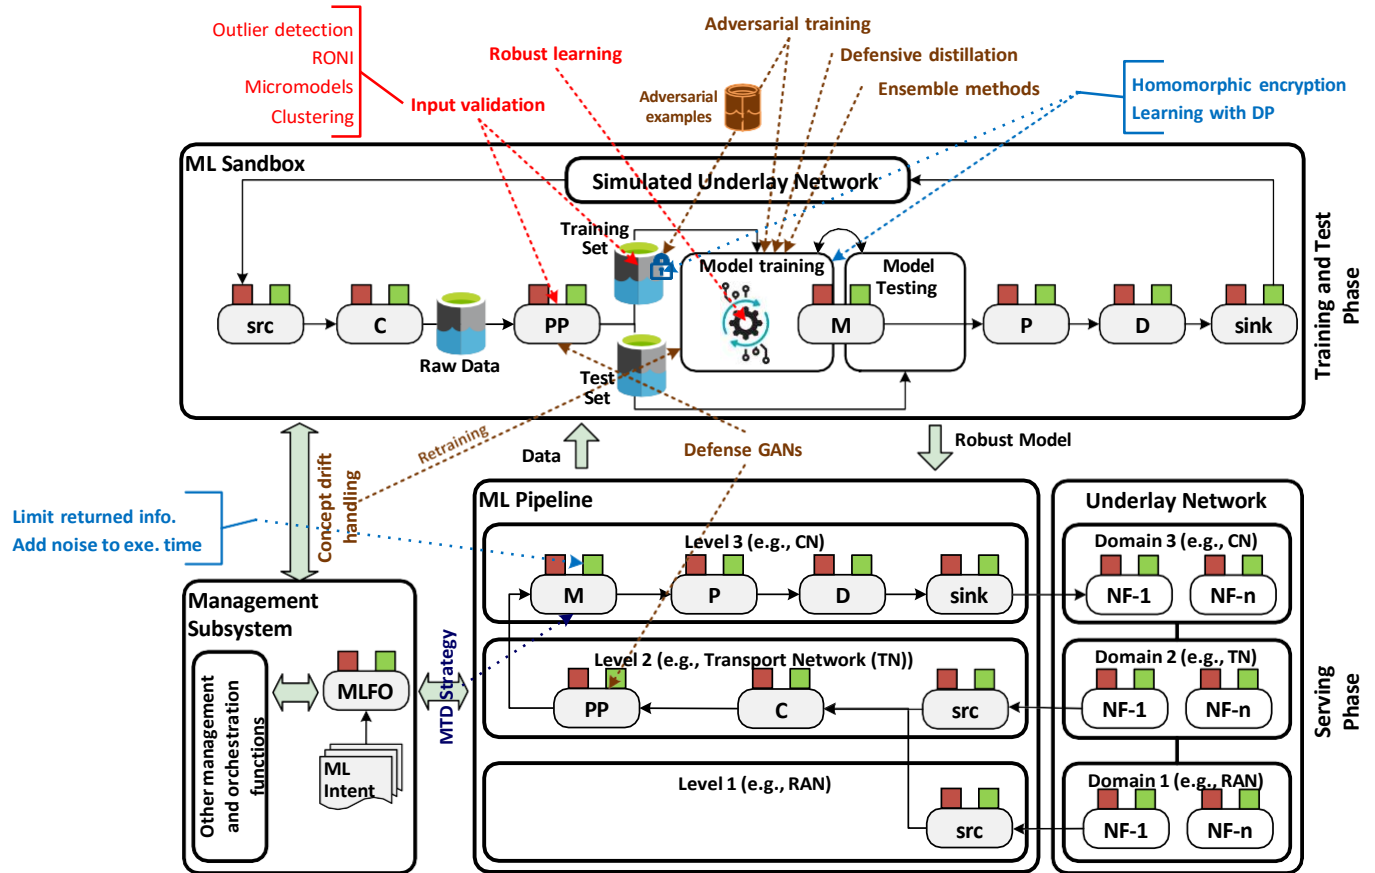 Outlier detection
RONI
Micromodels
Clustering
Input validation
Robust learning
Adversarial
examples
Adversarial training
Defensive distillation
Ensemble methods
Homomorphic encryption
Learning with DP
ML Sandbox
Simulated Underlay Network
Training
Set
Model training
Model
Testing
src
C
Raw Data
PP
Test
Set
M
P
D
sink
Training and Test
Phase
Retraining
Data
Defense GANs
Robust Model
Concept drift
handling
Limit returned info.
Add noise to exe. time
ML Pipeline
Level 3 (e.g., CN)
M
P
D
sink
Underlay Network
Domain 3 (e.g., CN)
NF-1
NF-n
Management
Subsystem
MLFO
ML
Intent
Other management
and orchestration
functions
MTD Strategy
Level 2 (e.g., Transport Network (TN))
PP
C
src
Domain 2 (e.g., TN)
NF-1
NF-n
Level 1 (e.g., RAN)
src
Domain 1 (e.g., RAN)
NF-1
NF-n
Serving
Phase